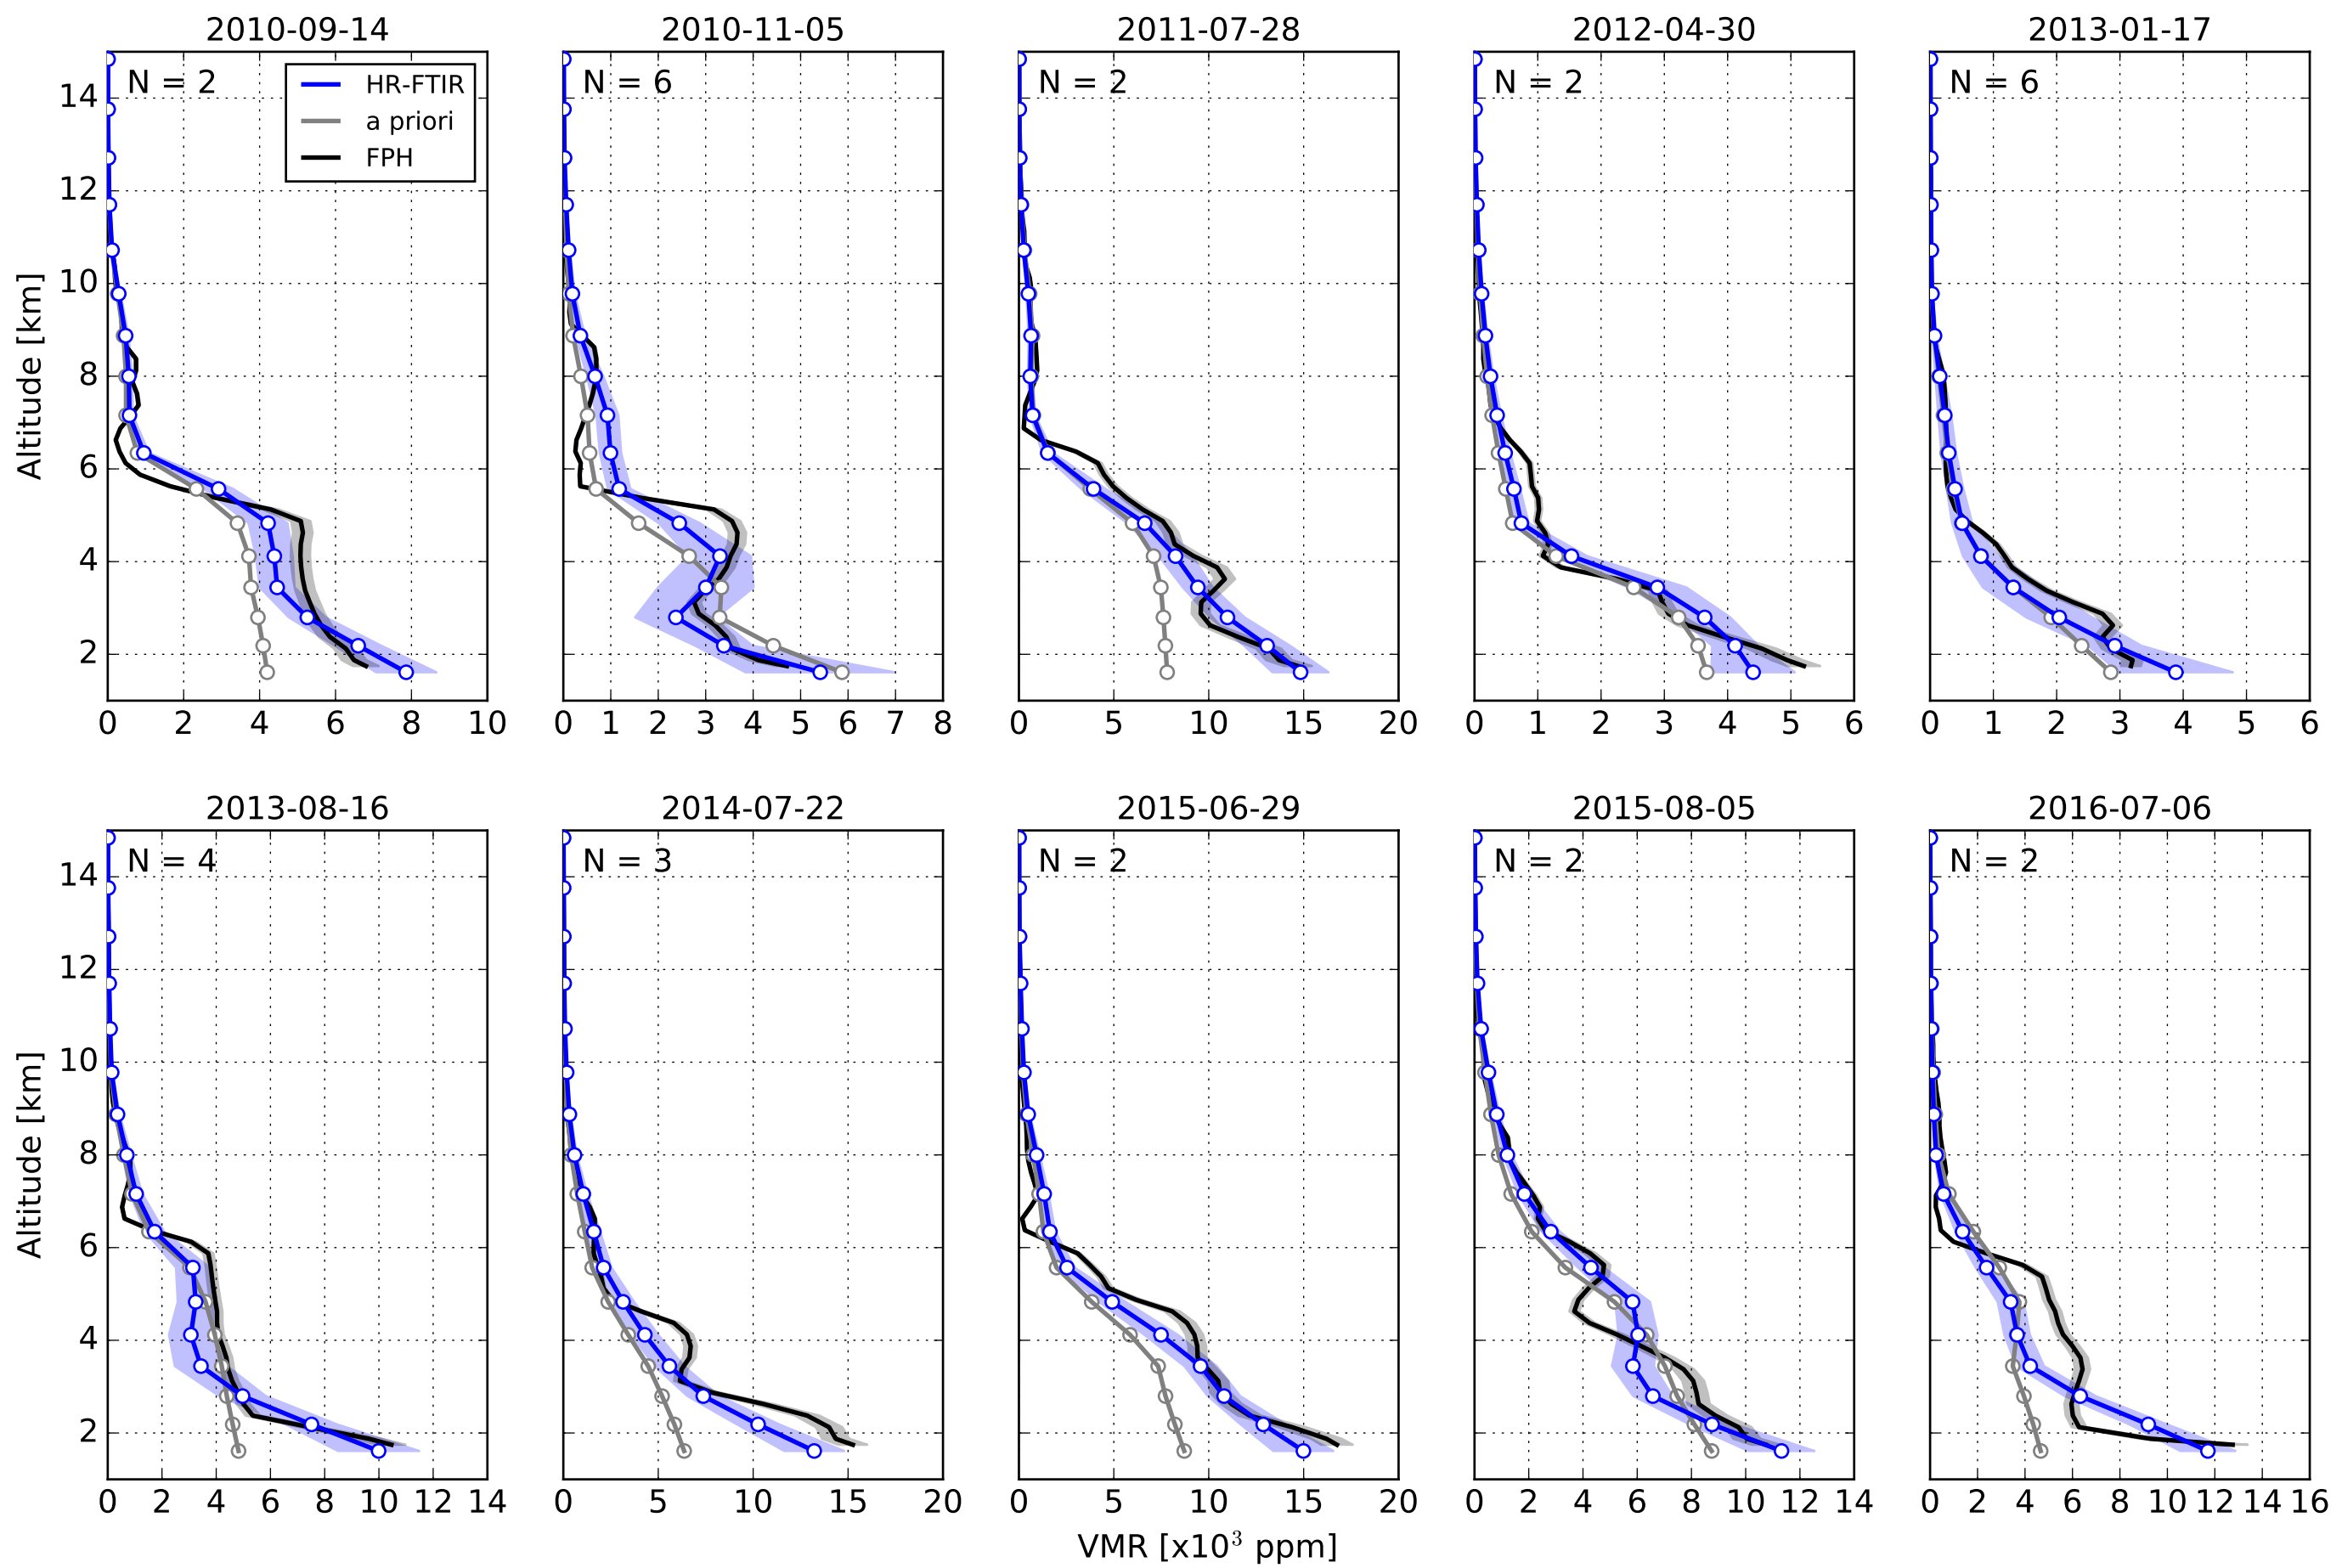 2010-09-14 2010-11-05 2011-07-28 2012-04-30 2013-01-17
N = 2 N = 6 N = 2 N = 2 N = 6
HR-FTIR
a priori
FPH
Altitude [km]
14
12
10
8
6
4
2
0 2 4 6 8 10
0 1 2 3 4 5 6 7 8
0 5 10 15 20
0 1 2 3 4 5 6
0 1 2 3 4 5 6
2013-08-16 2014-07-22 2015-06-29 2015-08-05 2016-07-06
N = 4 N = 3 N = 2 N = 2 N = 2
Altitude [km]
14
12
10
8
6
4
2
0 2 4 6 8 10 12 14
0 5 10 15 20
0 5 10 15 20
0 2 4 6 8 10 12 14
0 2 4 6 8 10 12 14 16
VMR [x10³ ppm]